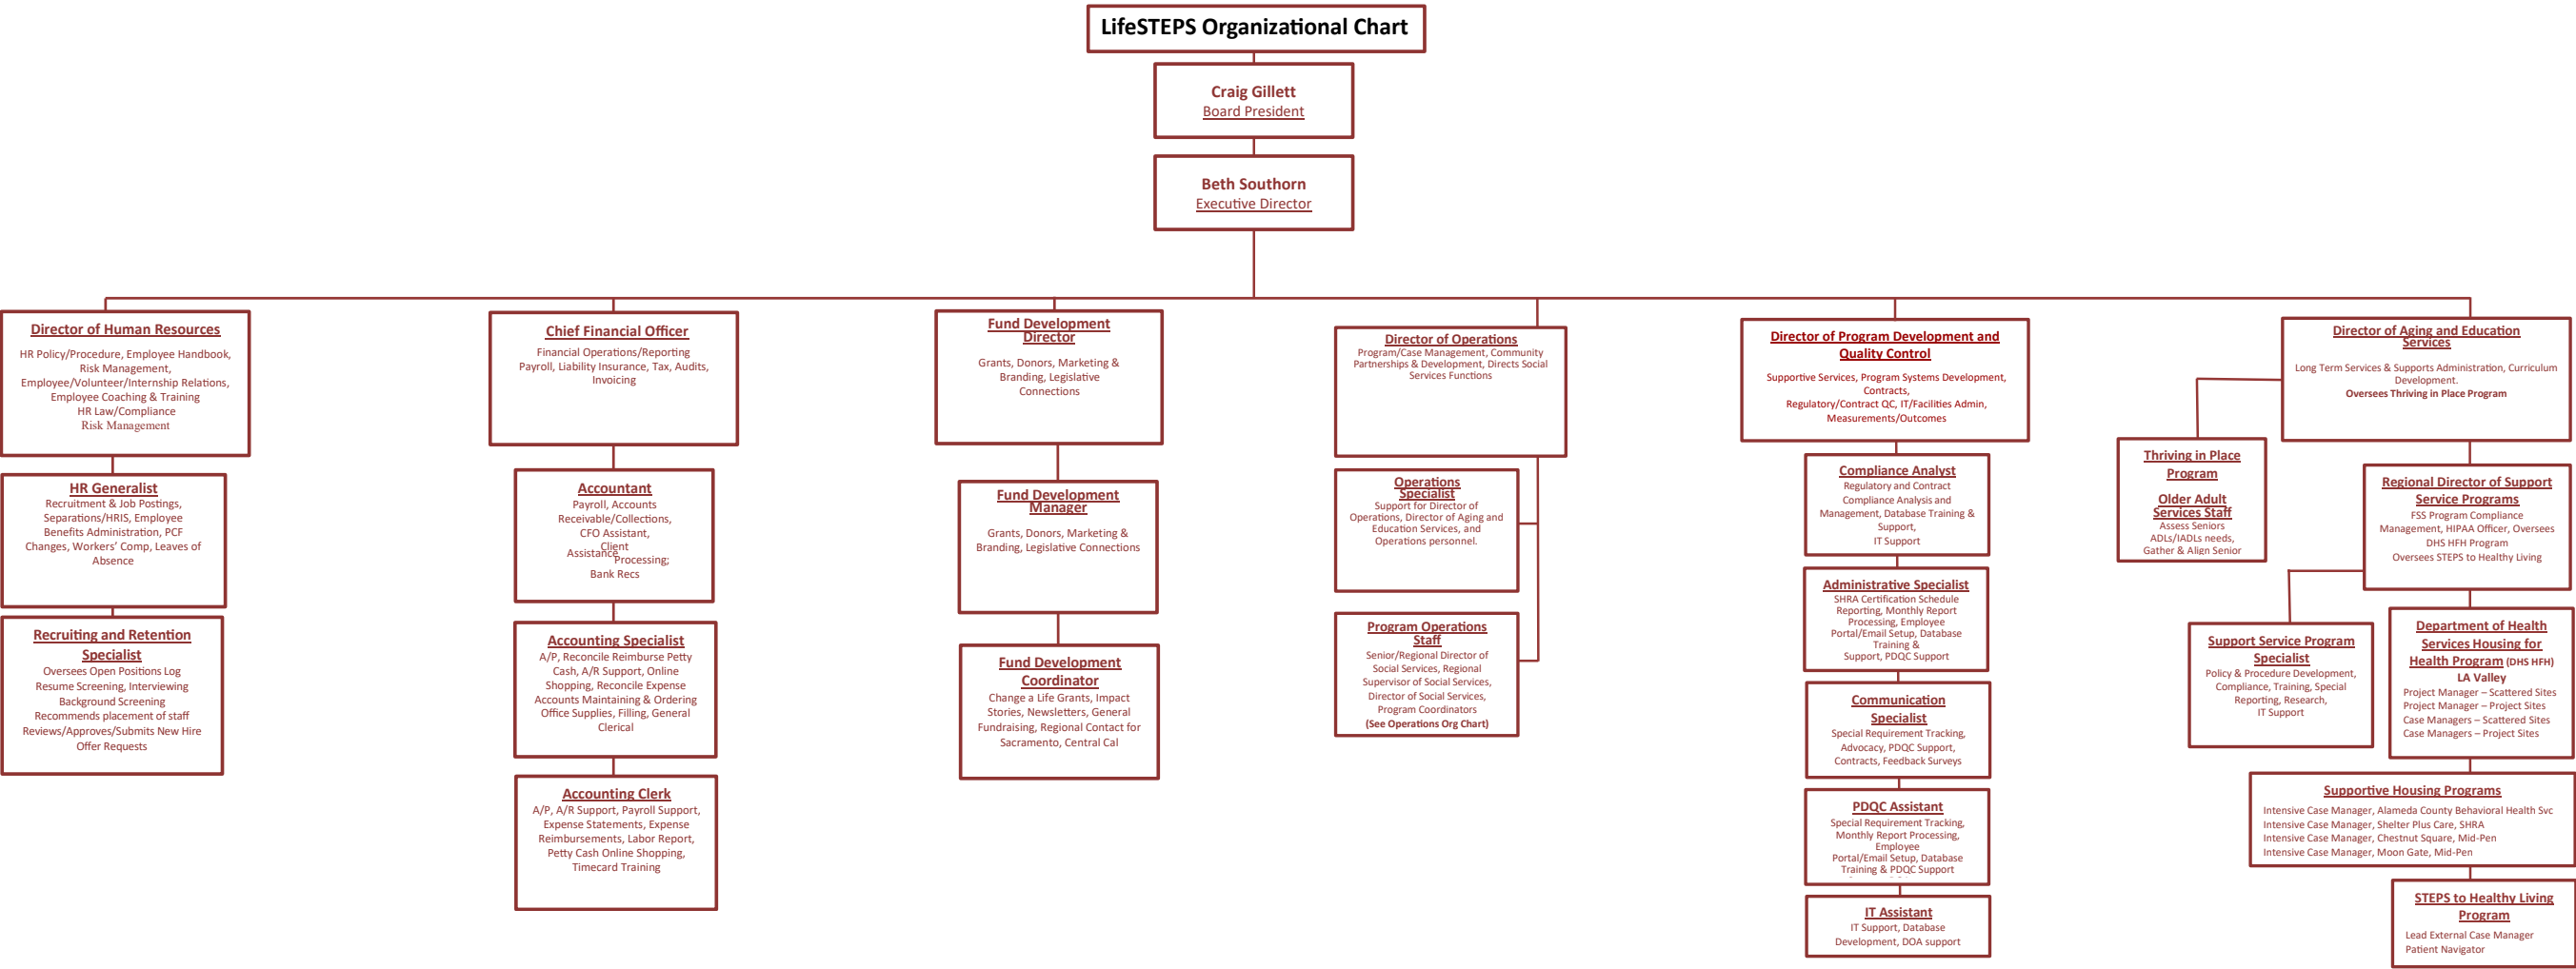 LifeSTEPS Organizational Chart
Craig Gillett
Board President
Beth Southorn
Executive Director
Director of Human Resources
HR Policy/Procedure, Employee Handbook,
Risk Management,
Employee/Volunteer/Internship Relations,
Employee Coaching & Training
HR Law/Compliance
Risk Management
HR Generalist
Recruitment & Job Postings,
Separations/HRIS, Employee
Benefits Administration, PCF
Changes, Workers' Comp, Leaves of
Absence
Recruiting and Retention
Specialist
Oversees Open Positions Log
Resume Screening, Interviewing
Background Screening
Recommends placement of staff
Reviews/Approves/Submits New Hire
Offer Requests
Chief Financial Officer
Financial Operations/Reporting
Payroll, Liability Insurance, Tax, Audits,
Invoicing
Accountant
Payroll, Accounts
Receivable/Collections,
CFO Assistant,
Client
Assistance
Processing;
Bank Recs
Accounting Specialist
A/P, Reconcile Reimburse Petty
Cash, A/R Support, Online
Shopping, Reconcile Expense
Accounts Maintaining & Ordering
Office Supplies, Filling, General
Clerical
Accounting Clerk
A/P, A/R Support, Payroll Support,
Expense Statements, Expense
Reimbursements, Labor Report,
Petty Cash Online Shopping,
Timecard Training
Fund Development
Director
Grants, Donors, Marketing &
Branding, Legislative
Connections
Fund Development
Manager
Grants, Donors, Marketing &
Branding, Legislative Connections
Fund Development
Coordinator
Change a Life Grants, Impact
Stories, Newsletters, General
Fundraising, Regional Contact for
Sacramento, Central Cal
Director of Operations
Program/Case Management, Community
Partnerships & Development, Directs Social
Services Functions
Operations
Specialist
Support for Director of
Operations, Director of Aging and
Education Services, and
Operations personnel.
Program Operations
Staff
Senior/Regional Director of
Social Services, Regional
Supervisor of Social Services,
Director of Social Services,
Program Coordinators
(See Operations Org Chart)
Director of Program Development and
Quality Control
Supportive Services, Program Systems Development,
Contracts,
Regulatory/Contract QC, IT/Facilities Admin,
Measurements/Outcomes
Compliance Analyst
Regulatory and Contract
Compliance Analysis and
Management, Database Training &
Support,
IT Support
Administrative Specialist
SHRA Certification Schedule
Reporting, Monthly Report
Processing, Employee
Portal/Email Setup, Database
Training &
Support, PDQC Support
Communication
Specialist
Special Requirement Tracking,
Advocacy, PDQC Support,
Contracts, Feedback Surveys
PDQC Assistant
Special Requirement Tracking,
Monthly Report Processing,
Employee
Portal/Email Setup, Database
Training & PDQC Support
IT Assistant
IT Support, Database
Development, DOA support
Director of Aging and Education
Services
Long Term Services & Supports Administration, Curriculum
Development.
Oversees Thriving in Place Program
Thriving in Place
Program
Older Adult
Services Staff
Assess Seniors
ADLs/IADLs needs,
Gather & Align Senior
Regional Director of Support
Service Programs
FSS Program Compliance
Management, HIPAA Officer, Oversees
DHS HFH Program
Oversees STEPS to Healthy Living
Support Service Program
Specialist
Policy & Procedure Development,
Compliance, Training, Special
Reporting, Research,
IT Support
Department of Health
Services Housing for
Health Program (DHS HFH)
LA Valley
Project Manager – Scattered Sites
Project Manager – Project Sites
Case Managers – Scattered Sites
Case Managers – Project Sites
Supportive Housing Programs
Intensive Case Manager, Alameda County Behavioral Health Svc
Intensive Case Manager, Shelter Plus Care, SHRA
Intensive Case Manager, Chestnut Square, Mid-Pen
Intensive Case Manager, Moon Gate, Mid-Pen
STEPS to Healthy Living
Program
Lead External Case Manager
Patient Navigator